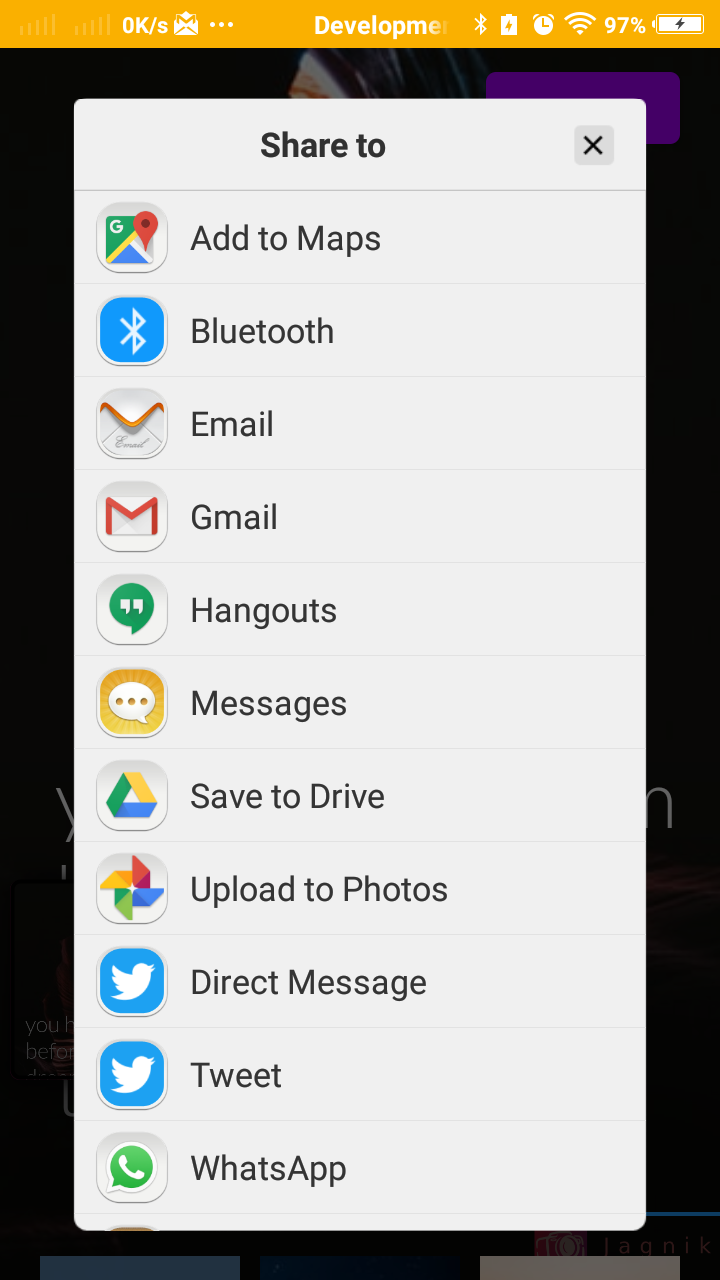 0K/s ... Developme 97%
Share to
Add to Maps
Bluetooth
Email
Gmail
Hangouts
Messages
Save to Drive
Upload to Photos
Direct Message
Tweet
WhatsApp
you h
befor
Jagnik